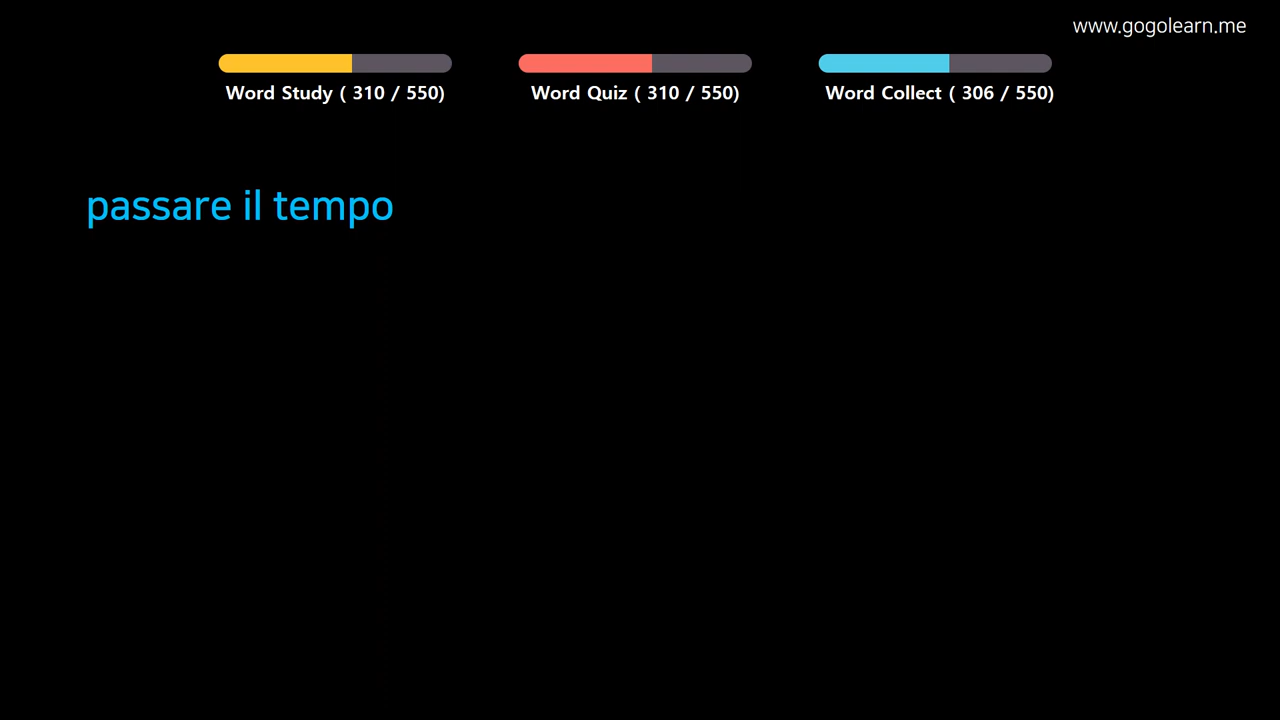 www.gogolearn.me
Word Study ( 310 / 550)
Word Quiz ( 310 / 550)
Word Collect ( 306 / 550)
passare il tempo